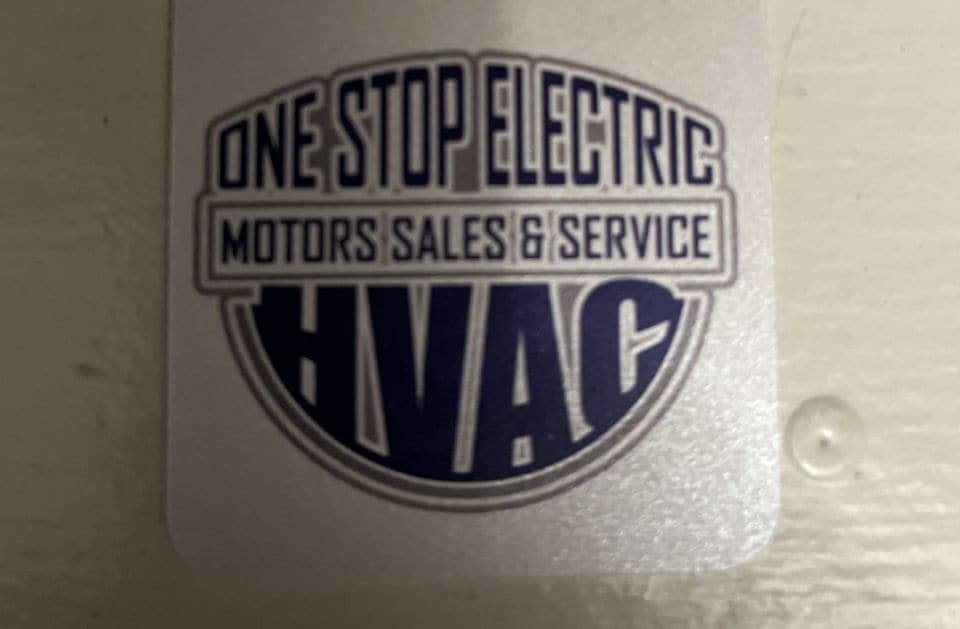 ONE STOP ELECTRIC
MOTORS SALES & SERVICE
HVAC